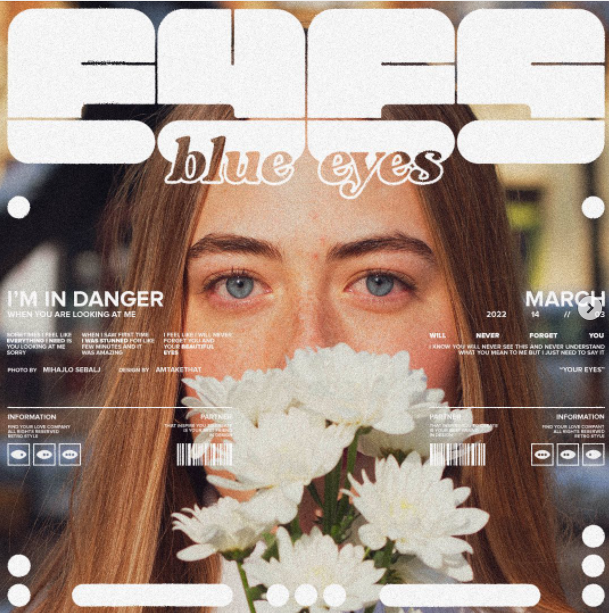 EYES
blue eyes
I'M IN DANGER
WHEN YOU ARE LOOKING AT ME
SOMETIMES I FEEL LIKE
EVERYTHING I NEED IS
YOU LOOKING AT ME
SORRY
WHEN I SAW FIRST TIME
I WAS STUNNED FOR LIKE
FEW MINUTES AND IT
WAS AMAZING
I FEEL LIKE I WILL NEVER
FORGET YOU AND
YOUR BEAUTIFUL
EYES
PHOTO BY MIHAJLO SEBALJ DESIGN BY AMTAKETHAT
MARCH
2022 14 // 03
WILL NEVER FORGET YOU
I KNOW YOU WILL NEVER SEE THIS AND NEVER UNDERSTAND
WHAT YOU MEAN TO ME BUT I JUST NEED TO SAY IT
"YOUR EYES"
INFORMATION
FIND YOUR LOVE COMPANY
ALL RIGHTS RESERVED
RETRO STYLE
PARTNER
PARTNER
INFORMATION
FIND YOUR LOVE COMPANY
ALL RIGHTS RESERVED
RETRO STYLE